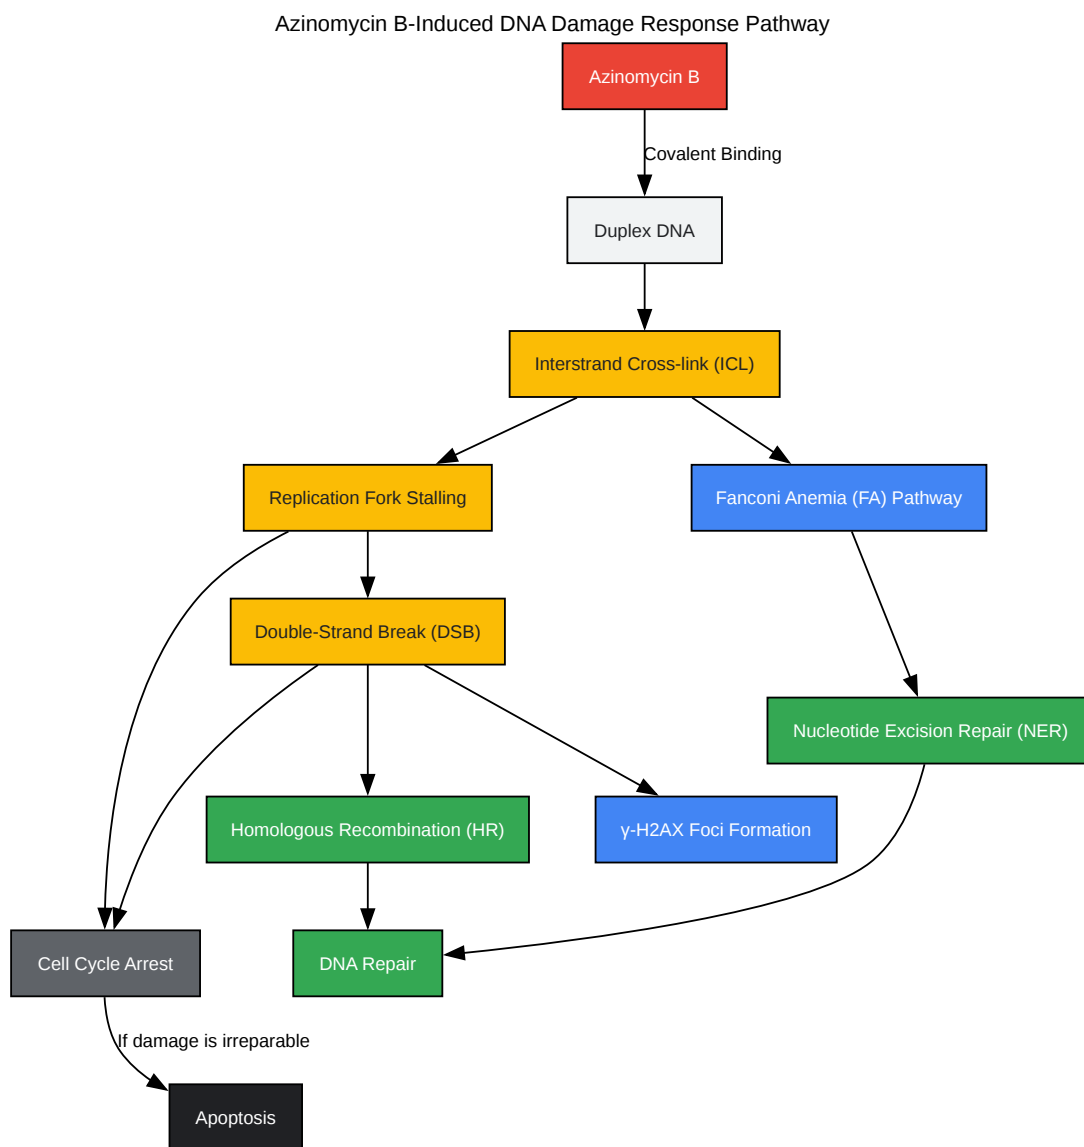 Azinomycin B-Induced DNA Damage Response Pathway
Azinomycin B
Covalent Binding
Duplex DNA
Interstrand Cross-link (ICL)
Replication Fork Stalling
Fanconi Anemia (FA) Pathway
Double-Strand Break (DSB)
Nucleotide Excision Repair (NER)
Homologous Recombination (HR)
γ-H2AX Foci Formation
Cell Cycle Arrest
DNA Repair
If damage is irreparable
Apoptosis